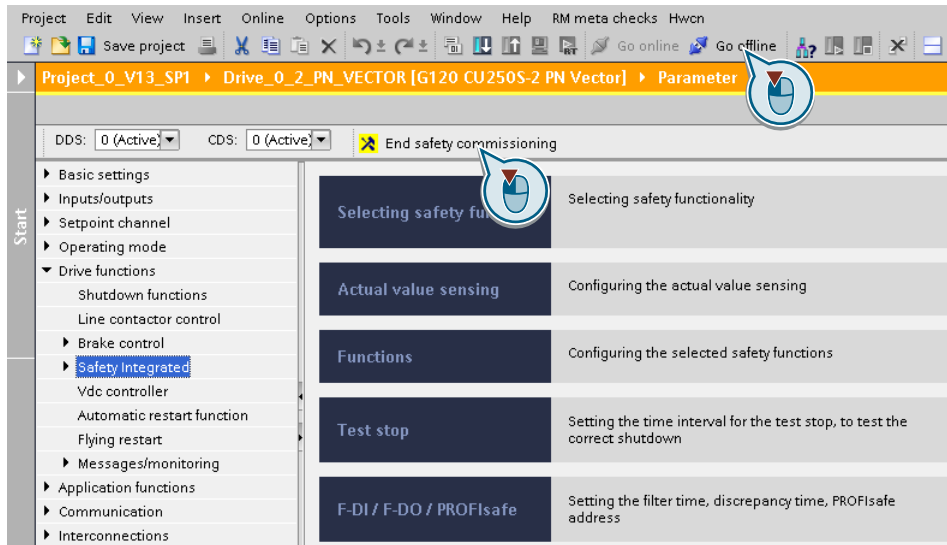 Project Edit View Insert Online Options Tools Window Help RM meta checks Hwcn
Save project Go online Go offline
Project_0_V13_SP1 Drive_0_2_PN_VECTOR [G120 CU250S-2 PN Vector] Parameter
DDS: 0 (Active) CDS: 0 (Active) End safety commissioning
Start
Basic settings
Inputs/outputs
Setpoint channel
Operating mode
Drive functions
Shutdown functions
Line contactor control
Brake control
Safety Integrated
Vdc controller
Automatic restart function
Flying restart
Messages/monitoring
Application functions
Communication
Interconnections
Selecting safety
Selecting safety functionality
Actual value sensing
Configuring the actual value sensing
Functions
Configuring the selected safety functions
Test stop
Setting the time interval for the test stop, to test the
correct shutdown
F-DI / F-DO / PROFIsafe
Setting the filter time, discrepancy time, PROFIsafe
address